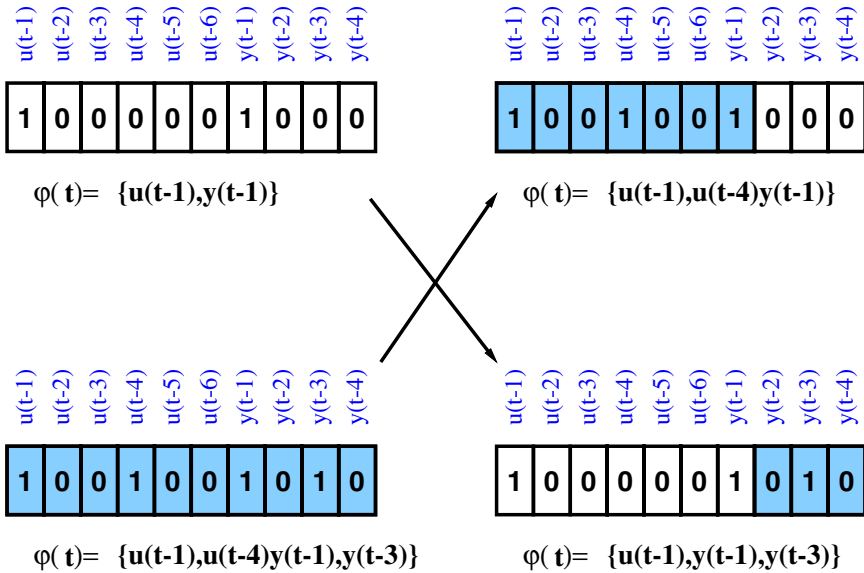 u(t-1) u(t-2) u(t-3) u(t-4) u(t-5) u(t-6) y(t-1) y(t-2) y(t-3) y(t-4)
1 0 0 0 0 0 1 0 0 0
φ( t)= {u(t-1),y(t-1)}
u(t-1) u(t-2) u(t-3) u(t-4) u(t-5) u(t-6) y(t-1) y(t-2) y(t-3) y(t-4)
1 0 0 1 0 0 1 0 0 0
φ( t)= {u(t-1),u(t-4)y(t-1)}
u(t-1) u(t-2) u(t-3) u(t-4) u(t-5) u(t-6) y(t-1) y(t-2) y(t-3) y(t-4)
1 0 0 1 0 0 1 0 1 0
φ( t)= {u(t-1),u(t-4)y(t-1),y(t-3)}
u(t-1) u(t-2) u(t-3) u(t-4) u(t-5) u(t-6) y(t-1) y(t-2) y(t-3) y(t-4)
1 0 0 0 0 0 1 0 1 0
φ( t)= {u(t-1),y(t-1),y(t-3)}